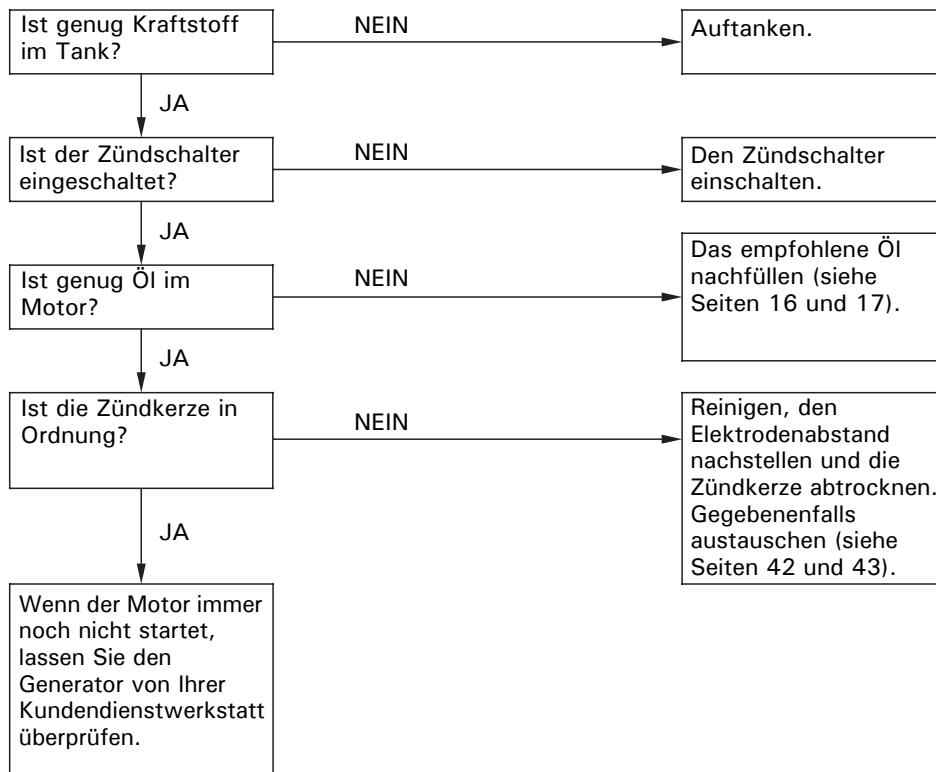 Ist genug Kraftstoff
im Tank?
NEIN
Auftanken.
JA
Ist der Zündschalter
eingeschaltet?
NEIN
Den Zündschalter
einschalten.
JA
Ist genug Öl im
Motor?
NEIN
Das empfohlene Öl
nachfüllen (siehe
Seiten 16 und 17).
JA
Ist die Zündkerze in
Ordnung?
NEIN
Reinigen, den
Elektrodenabstand
nachstellen und die
Zündkerze abtrocknen.
Gegebenenfalls
austauschen (siehe
Seiten 42 und 43).
JA
Wenn der Motor immer
noch nicht startet,
lassen Sie den
Generator von Ihrer
Kundendienstwerkstatt
überprüfen.